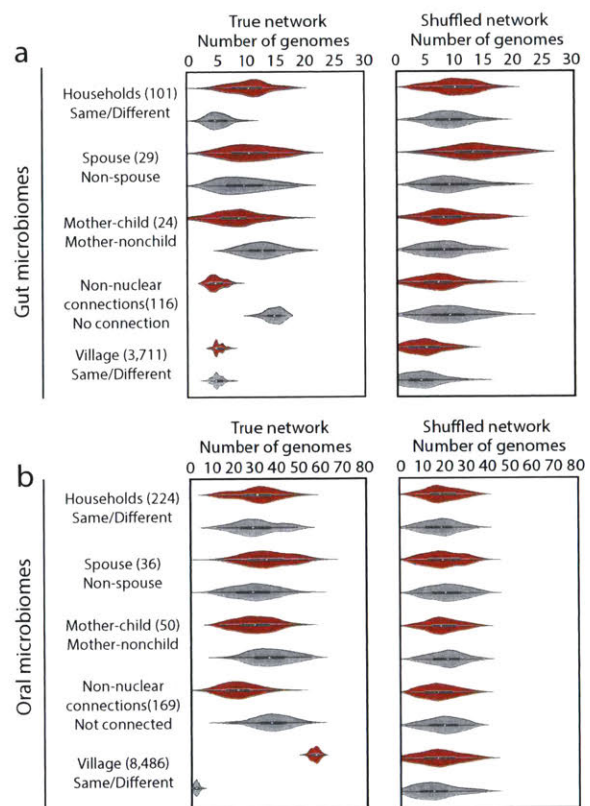 a
True network
Number of genomes
Shuffled network
Number of genomes
0 5 10 15 20 25 30
0 5 10 15 20 25 30
Gut microbiomes
Households (101)
Same/Different
Spouse (29)
Non-spouse
Mother-child (24)
Mother-nonchild
Non-nuclear
connections(116)
No connection
Village (3,711)
Same/Different
b
True network
Number of genomes
Shuffled network
Number of genomes
0 10 20 30 40 50 60 70 80
0 10 20 30 40 50 60 70 80
Oral microbiomes
Households (224)
Same/Different
Spouse (36)
Non-spouse
Mother-child (50)
Mother-nonchild
Non-nuclear
connections(169)
Not connected
Village (8,486)
Same/Different